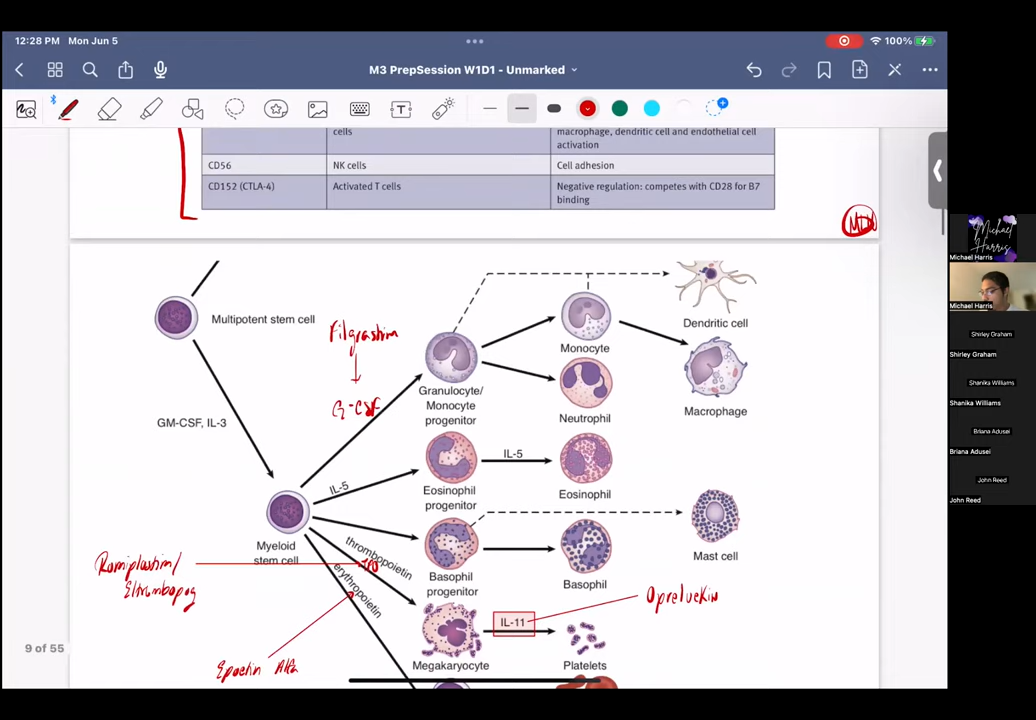 12:28 PM Mon Jun 5
100%
M3 PrepSession W1D1 - Unmarked
cells
macrophage, dendritic cell and endothelial cell
activation
CD56
NK cells
Cell adhesion
CD152 (CTLA-4)
Activated T cells
Negative regulation: competes with CD28 for B7
binding
Multipotent stem cell
Filgrastim
G-CSF
GM-CSF, IL-3
Granulocyte/
Monocyte
progenitor
Monocyte
Neutrophil
Dendritic cell
Macrophage
IL-5
Eosinophil
progenitor
IL-5
Eosinophil
Myeloid
stem cell
thrombopoietin
TPO
erythropoietin
Basophil
progenitor
Basophil
Mast cell
Romiplastim/
Eltrombopag
Epoetin Alfa
Megakaryocyte
IL-11
Platelets
Opreluekin
9 of 55
Michael
Harris
Michael Harris
Michael Harris
Shirley Graham
Shirley Graham
Shanika Williams
Shanika Williams
Briana Adusei
Briana Adusei
John Reed
John Reed